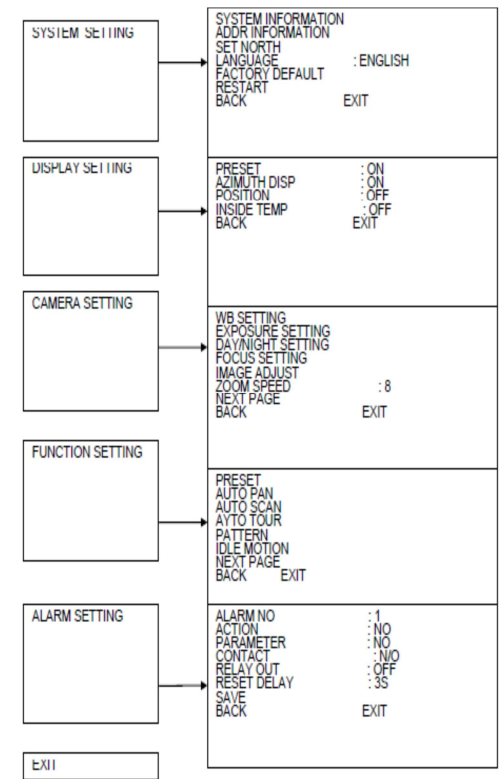 SYSTEM SETTING
SYSTEM INFORMATION
ADDR INFORMATION
SET NORTH
LANGUAGE : ENGLISH
FACTORY DEFAULT
RESTART
BACK EXIT
DISPLAY SETTING
PRESET : ON
AZIMUTH DISP : ON
POSITION : OFF
INSIDE TEMP : OFF
BACK EXIT
CAMERA SETTING
WB SETTING
EXPOSURE SETTING
DAY/NIGHT SETTING
FOCUS SETTING
IMAGE ADJUST
ZOOM SPEED : 8
NEXT PAGE
BACK EXIT
FUNCTION SETTING
PRESET
AUTO PAN
AUTO SCAN
AYTO TOUR
PATTERN
IDLE MOTION
NEXT PAGE
BACK EXIT
ALARM SETTING
ALARM NO : 1
ACTION : NO
PARAMETER : NO
CONTACT : N/O
RELAY OUT : OFF
RESET DELAY : 3S
SAVE
BACK EXIT
EXIT